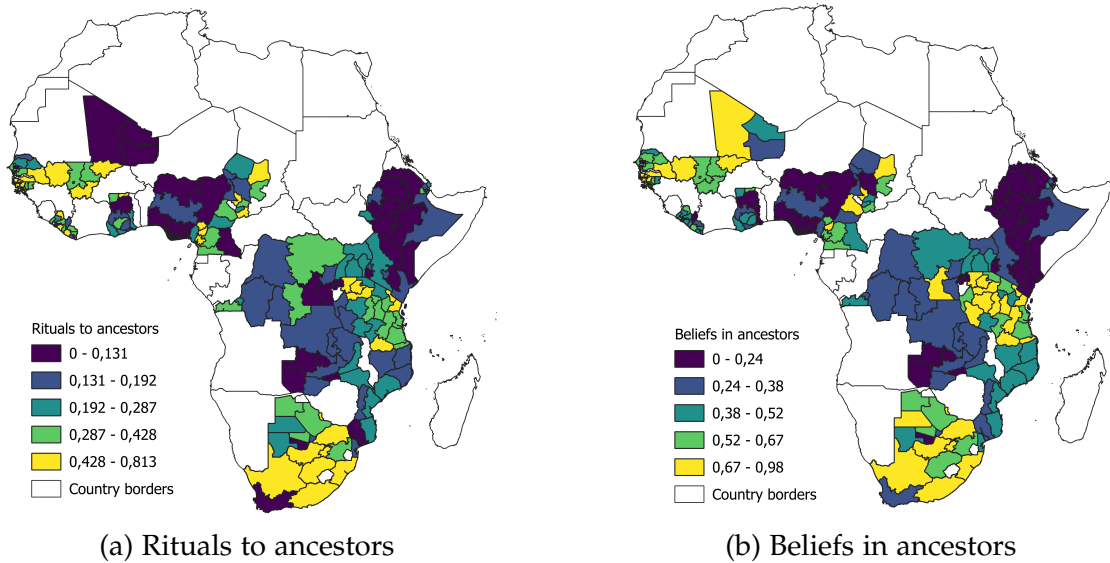 Rituals to ancestors
0 - 0,131
0,131 - 0,192
0,192 - 0,287
0,287 - 0,428
0,428 - 0,813
Country borders
(a) Rituals to ancestors
Beliefs in ancestors
0 - 0,24
0,24 - 0,38
0,38 - 0,52
0,52 - 0,67
0,67 - 0,98
Country borders
(b) Beliefs in ancestors